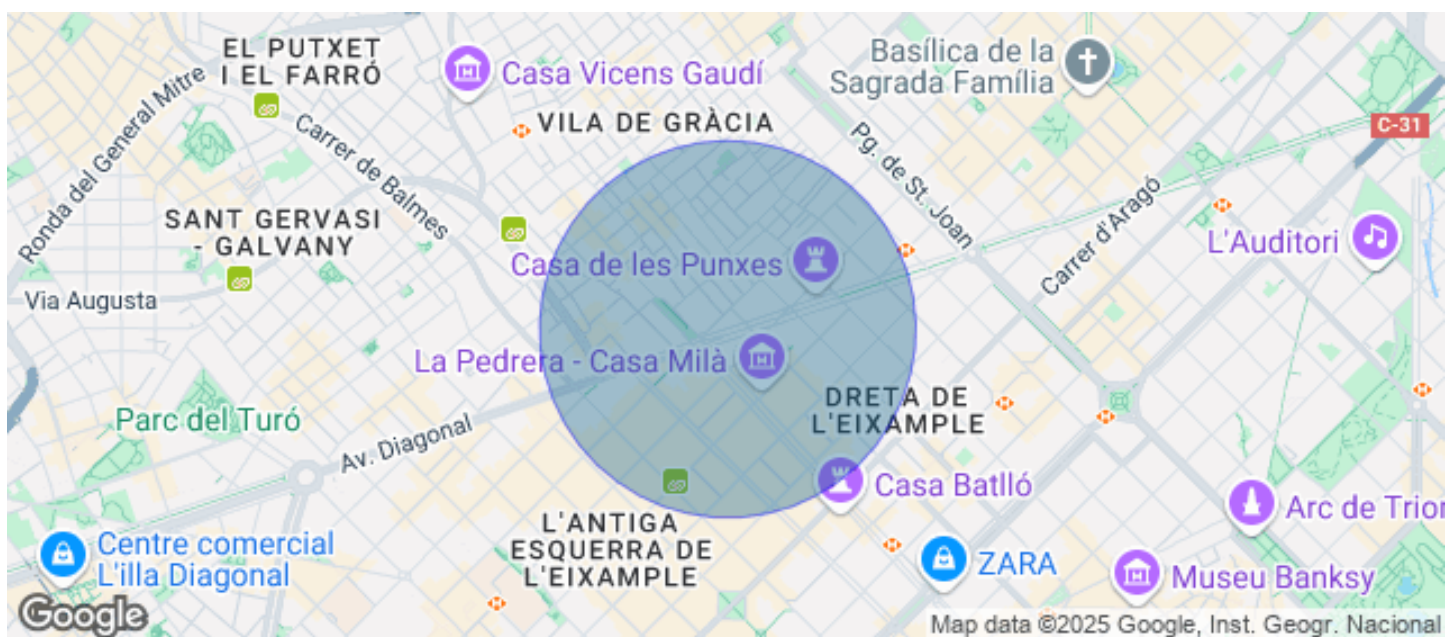 EL PUTXET
I EL FARRÓ
Casa Vicens Gaudí
Basílica de la
Sagrada Família
Ronda del General Mitre
Carrer de Balmes
VILA DE GRÀCIA
Pg. de St. Joan
C-31
SANT GERVASI
- GALVANY
Casa de les Punxes
Carrer d'Aragó
L'Auditori
Via Augusta
La Pedrera - Casa Milà
Parc del Turó
Av. Diagonal
DRETA DE
L'EIXAMPLE
Casa Batlló
Arc de Trion
L'ANTIGA
ESQUERRA DE
L'EIXAMPLE
Centre comercial
L'illa Diagonal
ZARA
Museu Banksy
Google
Map data ©2025 Google, Inst. Geogr. Nacional